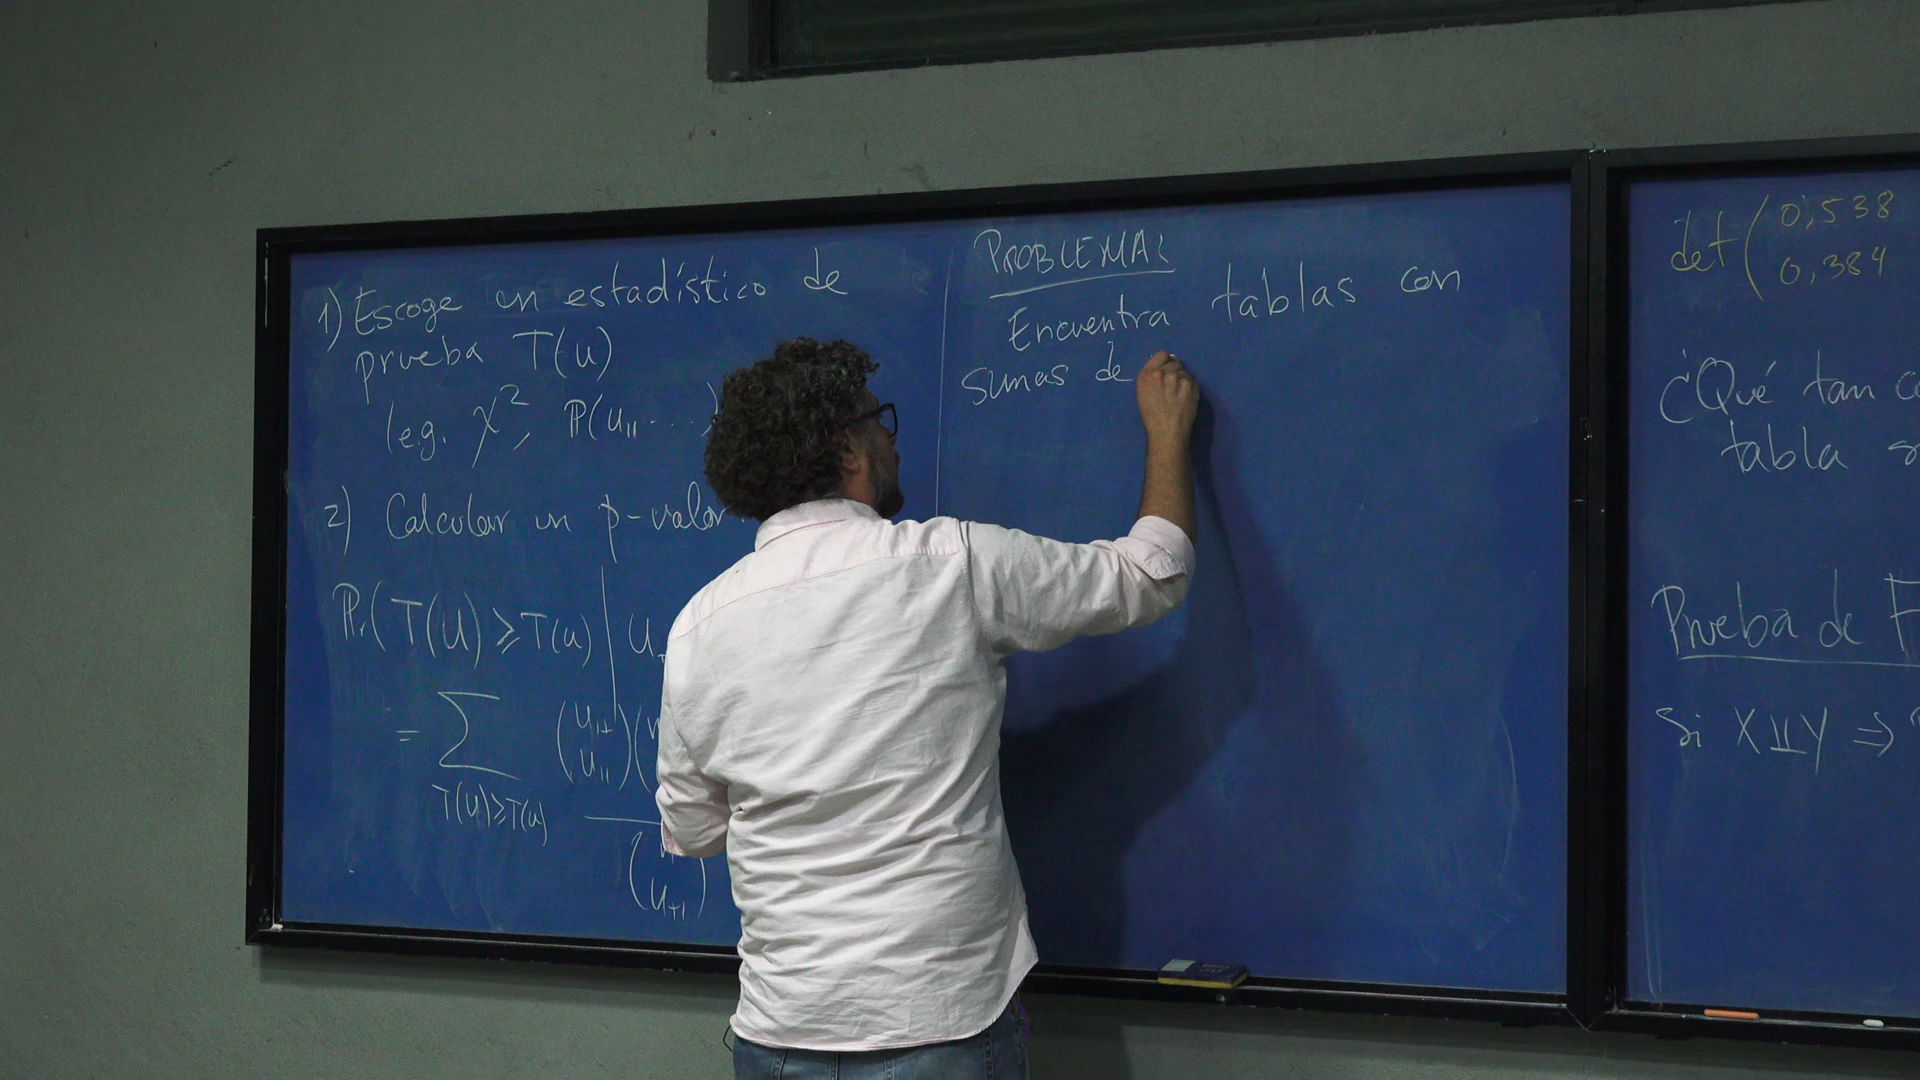 1) Escoge un estadístico de
prueba T(u)
(e.g. χ², ℙ(u₁₁ ...)
2) Calcular un p-valor
ℙr(T(U) ≥ T(u) | U₊
= Σ (u₁₊ u₁₁)(
T(U)≥T(u)
u₊₁)
PROBLEMA:
Encuentra tablas con
sumas de
det ( 0,538
0,384
¿Qué tan
tabla
Prueba de F
Si X ⫫ Y ⇒